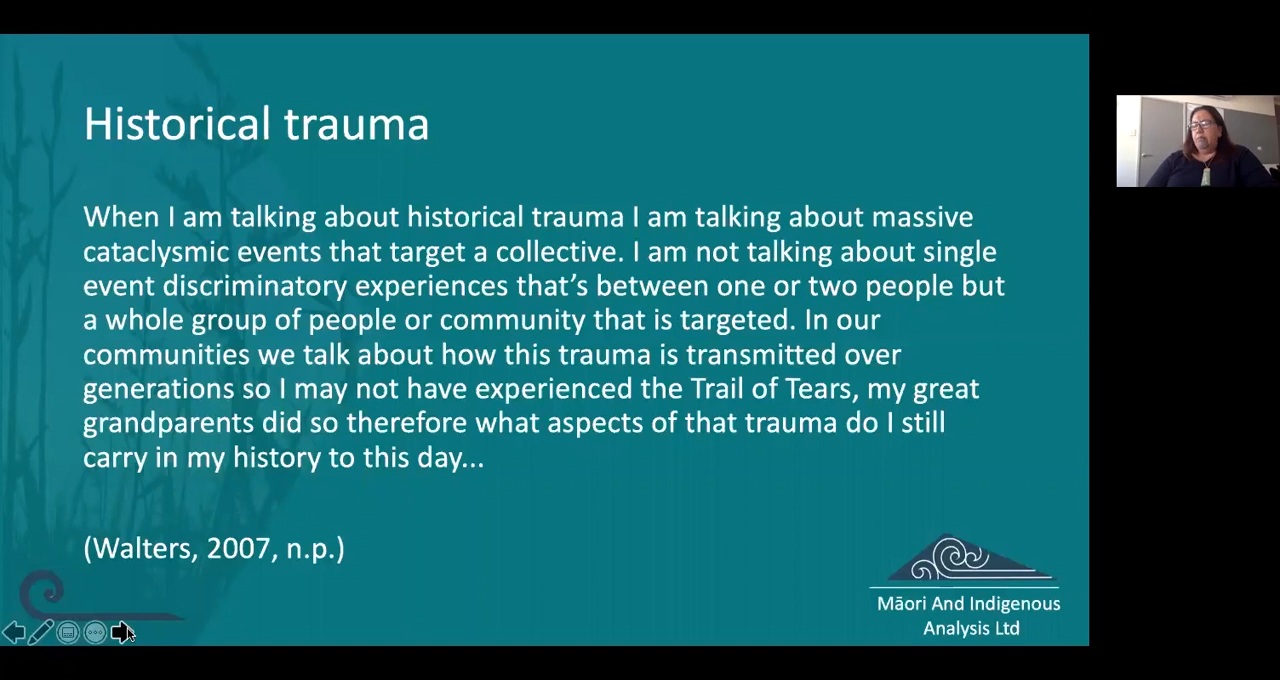 Historical trauma
When I am talking about historical trauma I am talking about massive
cataclysmic events that target a collective. I am not talking about single
event discriminatory experiences that’s between one or two people but
a whole group of people or community that is targeted. In our
communities we talk about how this trauma is transmitted over
generations so I may not have experienced the Trail of Tears, my great
grandparents did so therefore what aspects of that trauma do I still
carry in my history to this day...
(Walters, 2007, n.p.)
Māori And Indigenous
Analysis Ltd